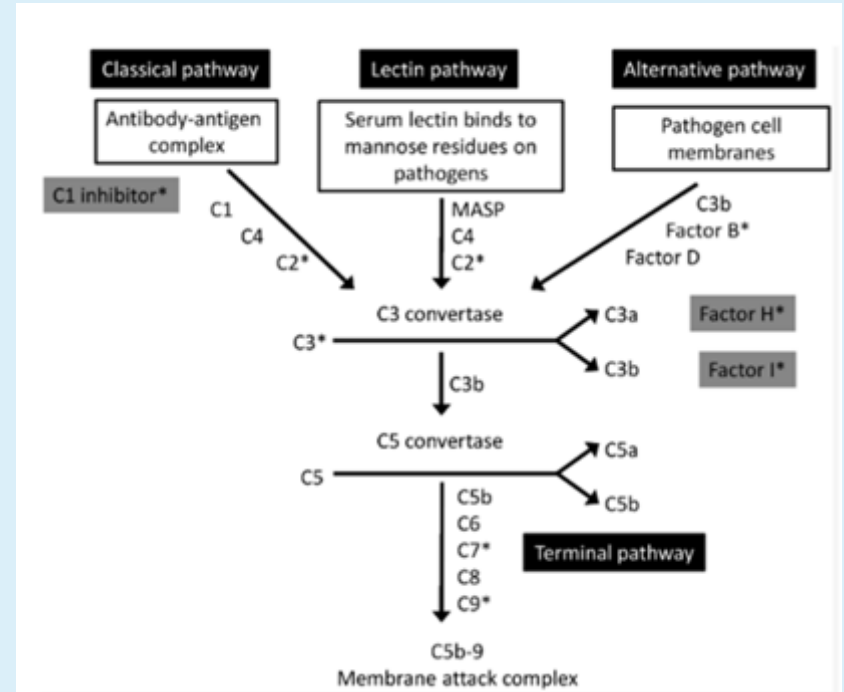 Classical pathway
Lectin pathway
Alternative pathway
Antibody-antigen
complex
Serum lectin binds to
mannose residues on
pathogens
Pathogen cell
membranes
C1 inhibitor*
C1
C4
C2*
MASP
C4
C2*
C3b
Factor B*
Factor D
C3 convertase
C3*
C3a
C3b
Factor H*
Factor I*
C3b
C5 convertase
C5
C5a
C5b
C5b
C6
C7*
C8
C9*
Terminal pathway
C5b-9
Membrane attack complex